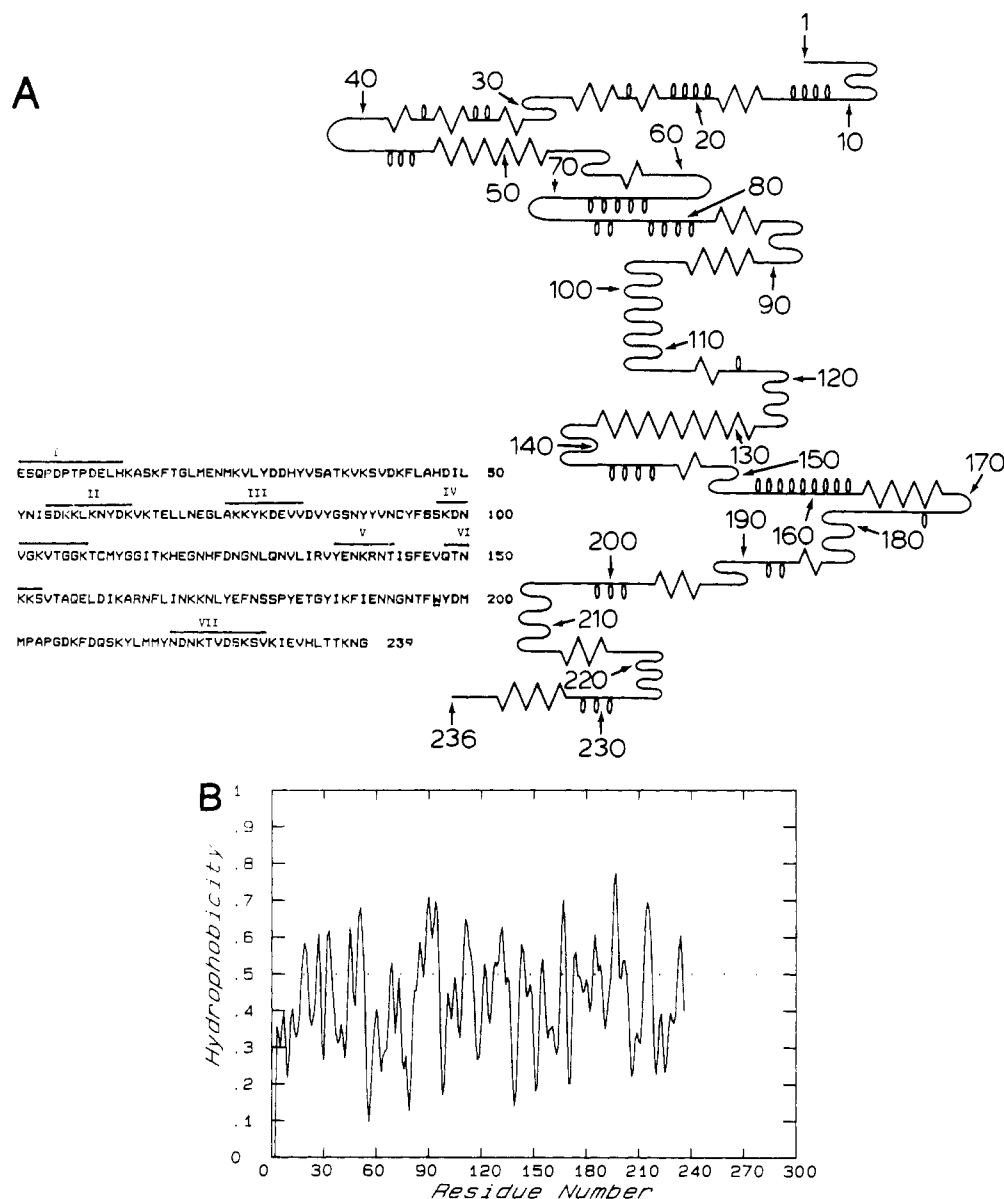 A
1
40
30
20
10
60
70
50
80
100
90
110
120
140
130
150
170
160
180
190
200
210
220
236
230
I
ESQPDPTPDELHKASKFTGLMENMKVLYDDHYVSATKVKSVDKFLAHDIL 50
II III IV
YNISDKKLKNYDKVKTELLNEGLAKKYKDEVVDVYGSNYYVNCYFSSKDN 100
V VI
VGKVTGGKTCMYGGITKHEGNHFDNGNLQNVLIRVYENKRNTISFEVQTN 150
KKSVTAQELDIKARNFLINKKNLYEFNSSPYETGYIKFIENNGNTFWYDM 200
VII
MPAPGDKFDQSKYLMMYNDNKTVDSKSVKIEVHLTTKNG 239
B
Hydrophobicity
1
.9
.8
.7
.6
.5
.4
.3
.2
.1
0
0 30 60 90 120 150 180 210 240 270 300
Residue Number